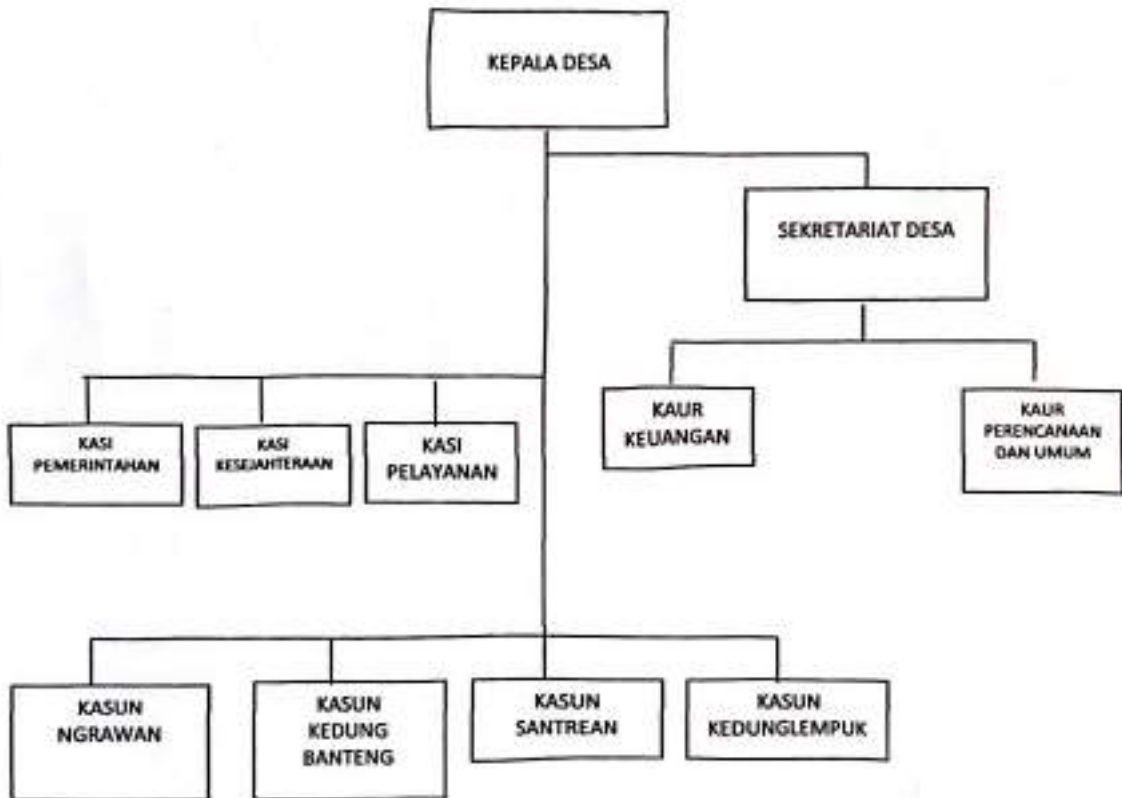 KEPALA DESA
SEKRETARIAT DESA
KAUR
KEUANGAN
KAUR
PERENCANAAN
DAN UMUM
KASI
PEMERINTAHAN
KASI
KESEJAHTERAAN
KASI
PELAYANAN
KASUN
NGRAWAN
KASUN
KEDUNG
BANTENG
KASUN
SANTREAN
KASUN
KEDUNGLEMPUK